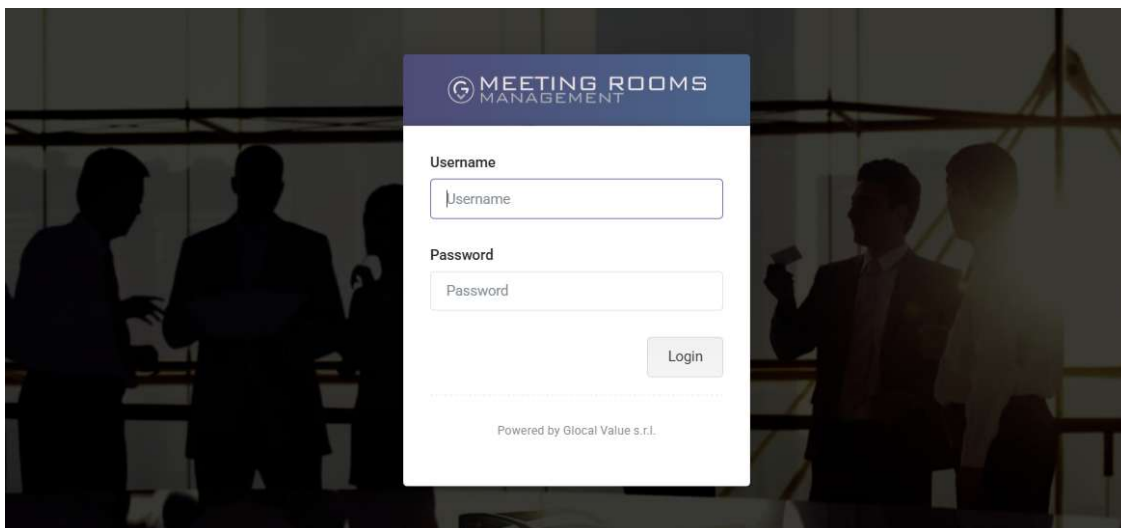 MEETING ROOMS
MANAGEMENT
Username
Username
Password
Password
Login
Powered by Glocal Value s.r.l.